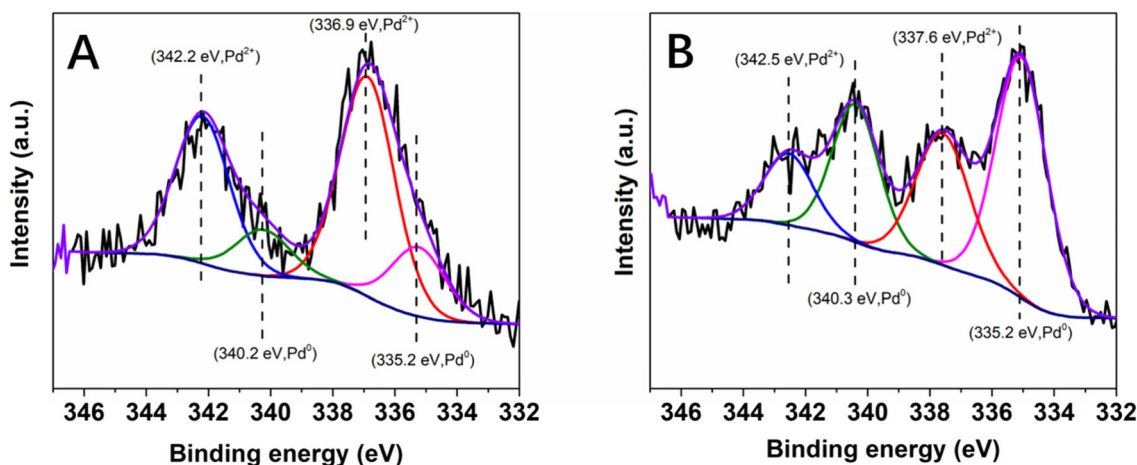 A
(336.9 eV,Pd²⁺)
(342.2 eV,Pd²⁺)
(340.2 eV,Pd⁰)
(335.2 eV,Pd⁰)
Intensity (a.u.)
346 344 342 340 338 336 334 332
Binding energy (eV)
B
(342.5 eV,Pd²⁺)
(337.6 eV,Pd²⁺)
(340.3 eV,Pd⁰)
(335.2 eV,Pd⁰)
Intensity (a.u.)
346 344 342 340 338 336 334 332
Binding energy (eV)